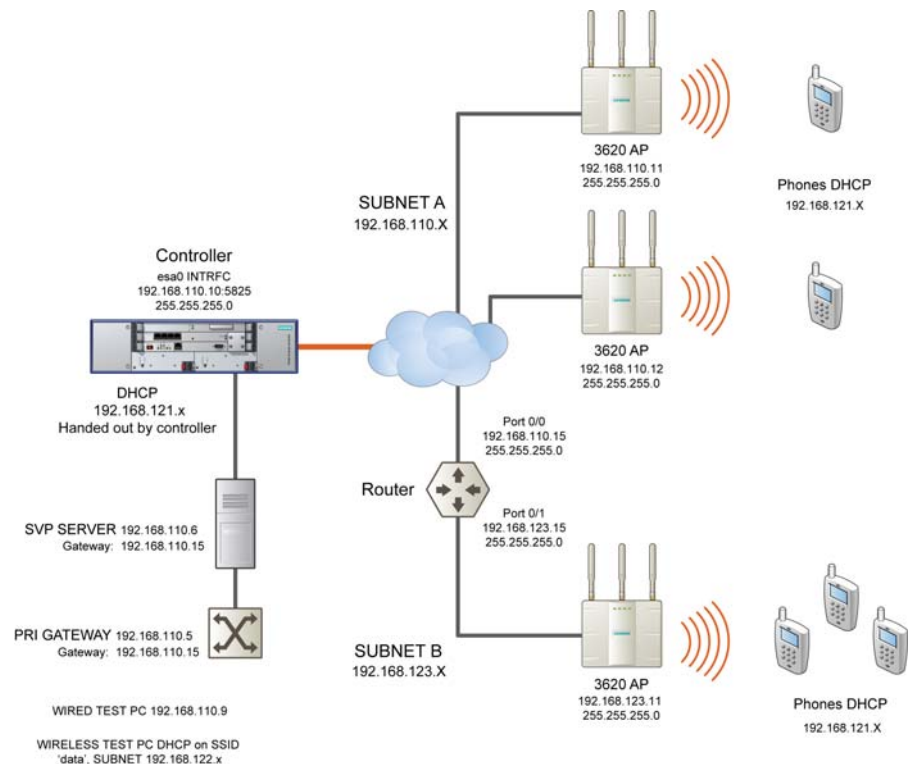 3620 AP
192.168.110.11
255.255.255.0
Phones DHCP
192.168.121.X
SUBNET A
192.168.110.X
Controller
esa0 INTRFC
192.168.110.10:5825
255.255.255.0
3620 AP
192.168.110.12
255.255.255.0
DHCP
192.168.121.x
Handed out by controller
Port 0/0
192.168.110.15
255.255.255.0
Router
Port 0/1
192.168.123.15
255.255.255.0
SVP SERVER 192.168.110.6
Gateway: 192.168.110.15
PRI GATEWAY 192.168.110.5
Gateway: 192.168.110.15
SUBNET B
192.168.123.X
3620 AP
192.168.123.11
255.255.255.0
Phones DHCP
192.168.121.X
WIRED TEST PC 192.168.110.9
WIRELESS TEST PC DHCP on SSID
'data', SUBNET 192.168.122.x